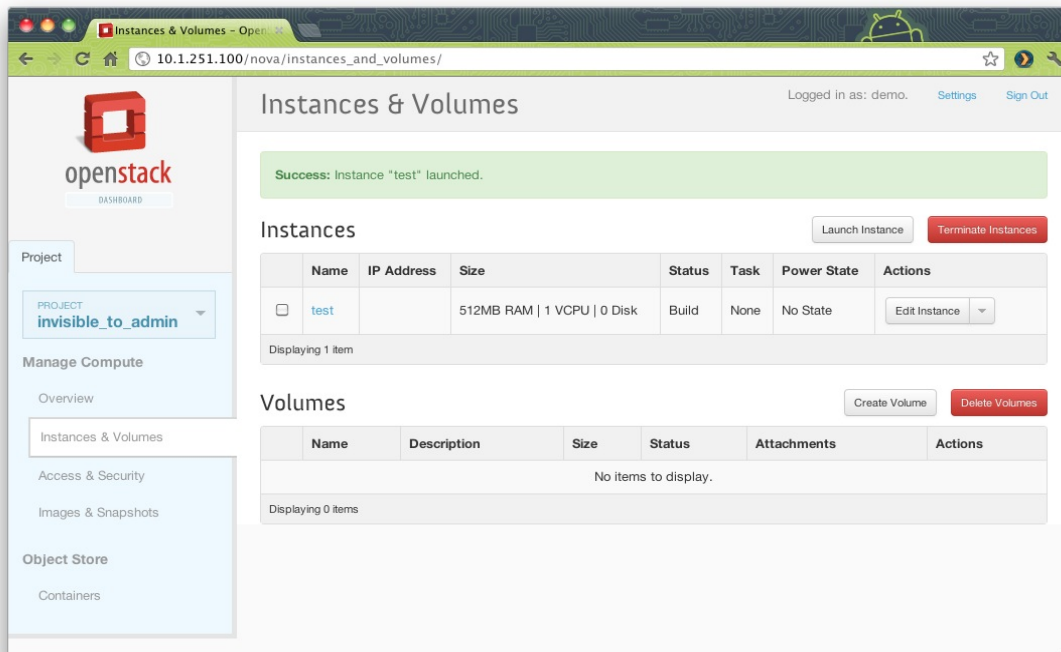 Instances & Volumes - Open
10.1.251.100/nova/instances_and_volumes/
openstack
DASHBOARD
Instances & Volumes
Logged in as: demo. Settings Sign Out
Success: Instance "test" launched.
Project
PROJECT
invisible_to_admin
Manage Compute
Overview
Instances & Volumes
Access & Security
Images & Snapshots
Object Store
Containers
Instances Launch Instance Terminate Instances
Name IP Address Size Status Task Power State Actions
test 512MB RAM | 1 VCPU | 0 Disk Build None No State Edit Instance
Displaying 1 item
Volumes Create Volume Delete Volumes
Name Description Size Status Attachments Actions
No items to display.
Displaying 0 items